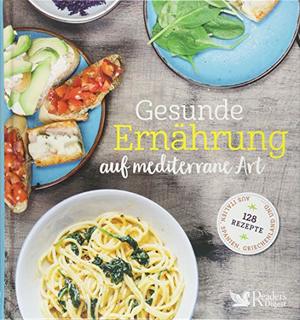 Gesunde
Ernährung
auf mediterrane Art
128
REZEPTE
AUS ITALIEN, SPANIEN, GRIECHENLAND UND
Reader's
Digest